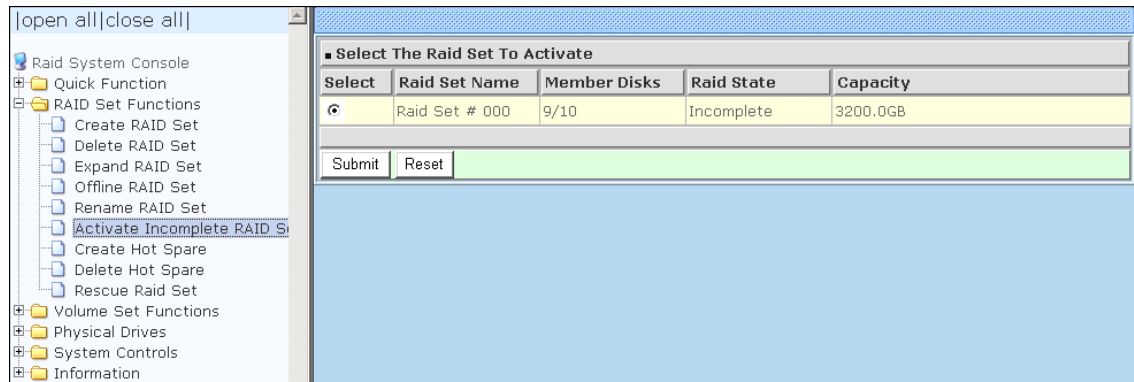 |open all|close all|
Raid System Console
Quick Function
RAID Set Functions
Create RAID Set
Delete RAID Set
Expand RAID Set
Offline RAID Set
Rename RAID Set
Activate Incomplete RAID S
Create Hot Spare
Delete Hot Spare
Rescue Raid Set
Volume Set Functions
Physical Drives
System Controls
Information
Select The Raid Set To Activate
Select Raid Set Name Member Disks Raid State Capacity
Raid Set # 000 9/10 Incomplete 3200.0GB
Submit Reset